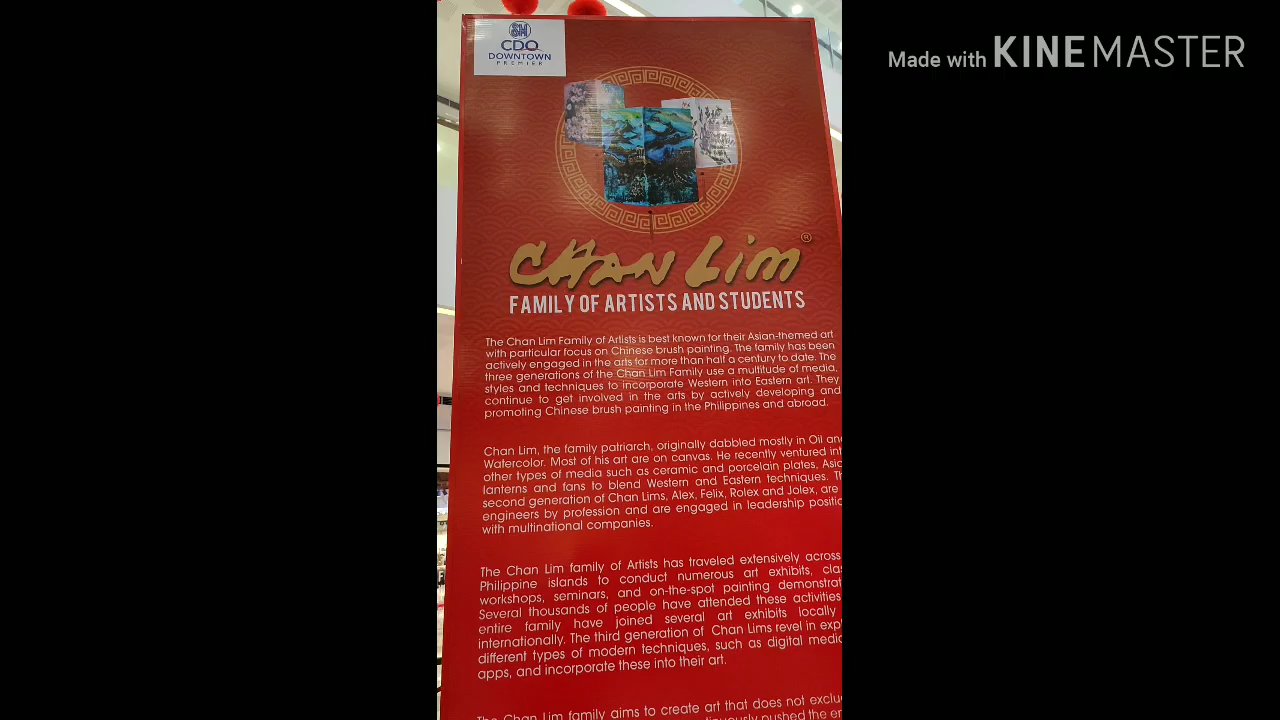 Made with KINEMASTER
SM
CDO
DOWNTOWN
PREMIER
CHAN LIM ®
FAMILY OF ARTISTS AND STUDENTS
The Chan Lim Family of Artists is best known for their Asian-themed art
with particular focus on Chinese brush painting. The family has been
actively engaged in the arts for more than half a century to date. The
three generations of the Chan Lim Family use a multitude of media,
styles and techniques to incorporate Western into Eastern art. They
continue to get involved in the arts by actively developing and
promoting Chinese brush painting in the Philippines and abroad.
Chan Lim, the family patriarch, originally dabbled mostly in Oil
Watercolor. Most of his art are on canvas. He recently ventured
other types of media such as ceramic and porcelain plates,
lanterns and fans to blend Western and Eastern techniques.
second generation of Chan Lims, Alex, Felix, Rolex and Jolex, are
engineers by profession and are engaged in leadership
with multinational companies.
The Chan Lim family of Artists has traveled extensively across
Philippine islands to conduct numerous art exhibits,
workshops, seminars, and on-the-spot painting
Several thousands of people have attended these activities
entire family have joined several art exhibits locally
internationally. The third generation of Chan Lims revel in
different types of modern techniques, such as digital
apps, and incorporate these into their art.
The Chan Lim family aims to create art that does not
pushed the